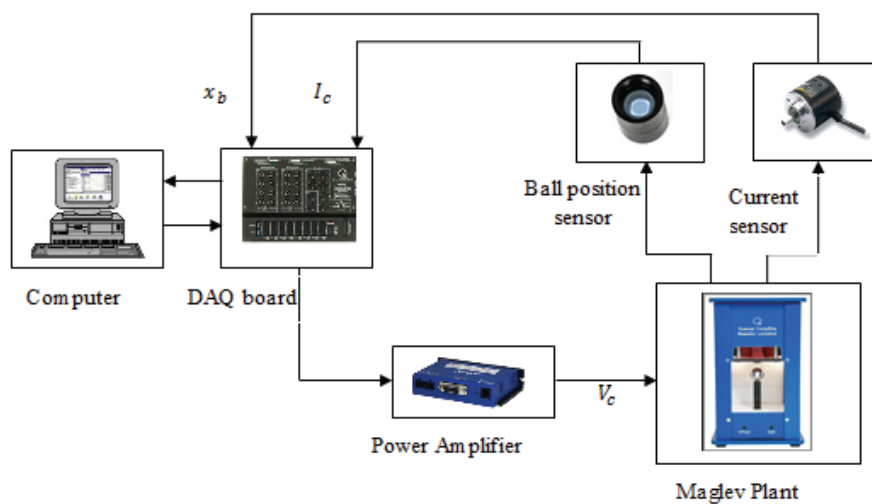 x_b
I_c
Ball position
sensor
Current
sensor
Computer
DAQ board
Power Amplifier
V_c
Maglev Plant